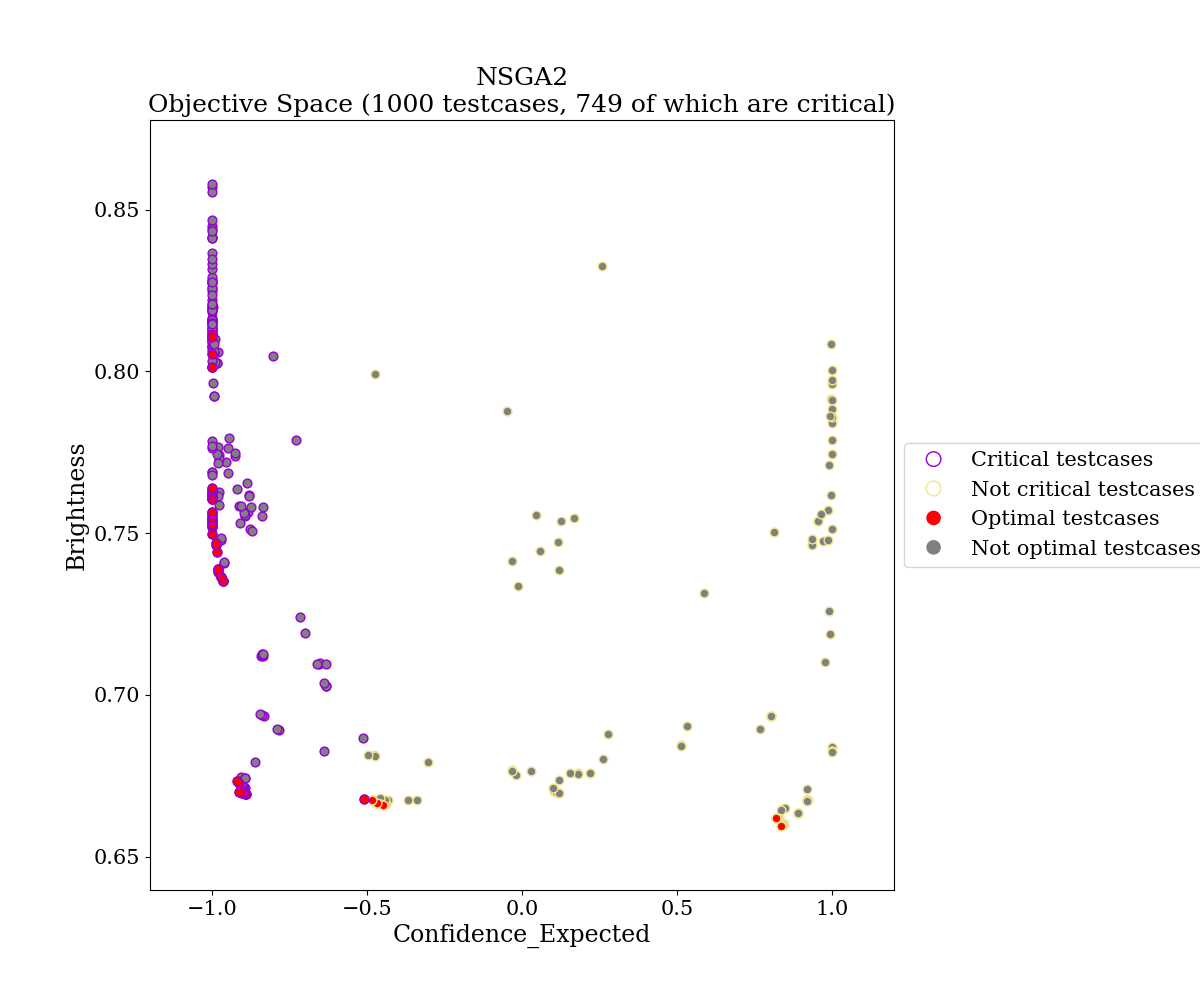 NSGA2
Objective Space (1000 testcases, 749 of which are critical)
0.85
0.80
0.75
0.70
0.65
Brightness
−1.0
−0.5
0.0
0.5
1.0
Confidence_Expected
Critical testcases
Not critical testcases
Optimal testcases
Not optimal testcases